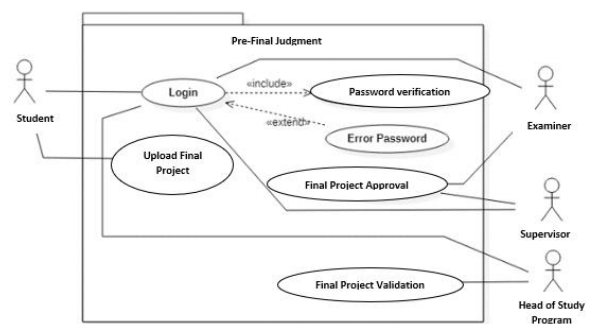 Pre-Final Judgment
Login
«include»
Password verification
Student
«extend»
Error Password
Examiner
Upload Final
Project
Final Project Approval
Supervisor
Final Project Validation
Head of Study
Program